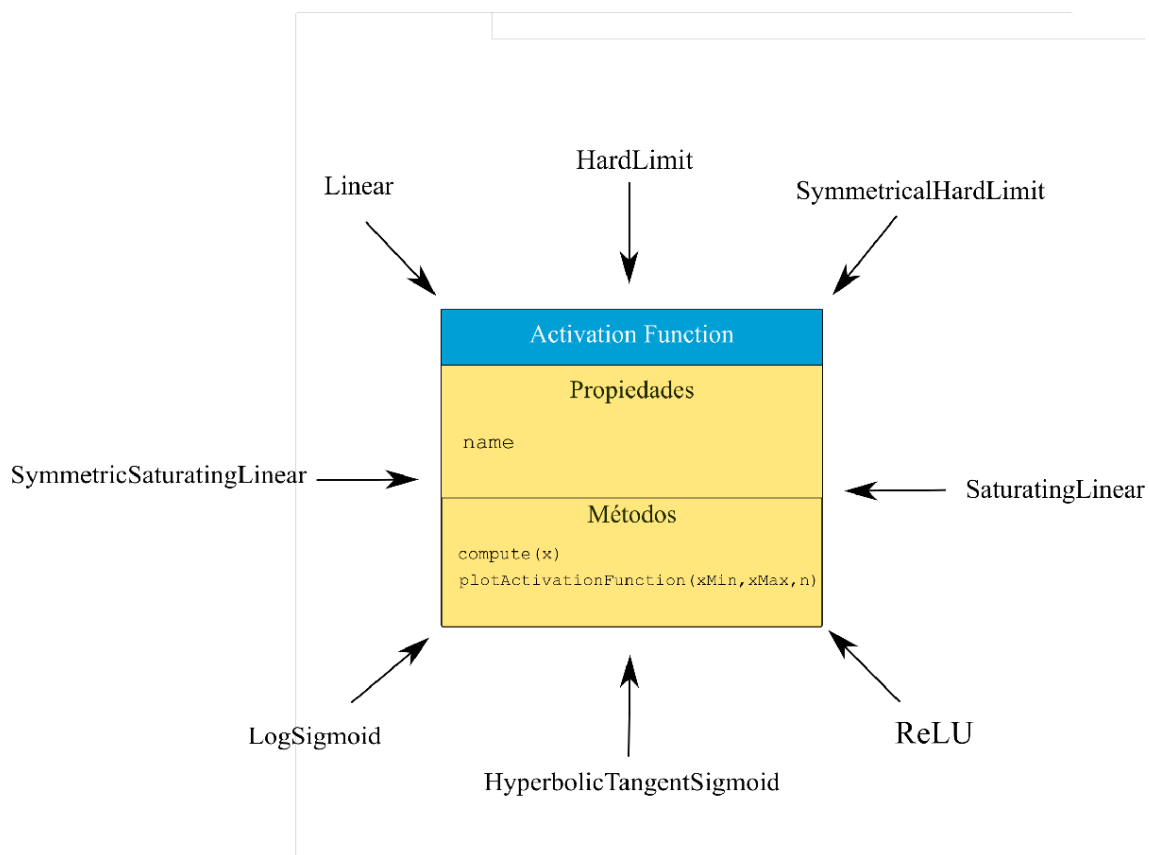 HardLimit
Linear
SymmetricalHardLimit
Activation Function
Propiedades
name
SymmetricSaturatingLinear
SaturatingLinear
Métodos
compute(x)
plotActivationFunction(xMin,xMax,n)
LogSigmoid
ReLU
HyperbolicTangentSigmoid